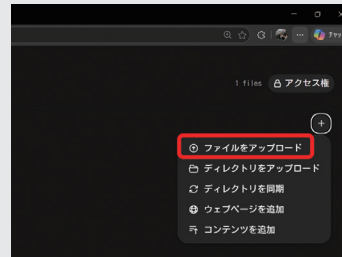 1 files アクセス権
ファイルをアップロード
ディレクトリをアップロード
ディレクトリを同期
ウェブページを追加
コンテンツを追加